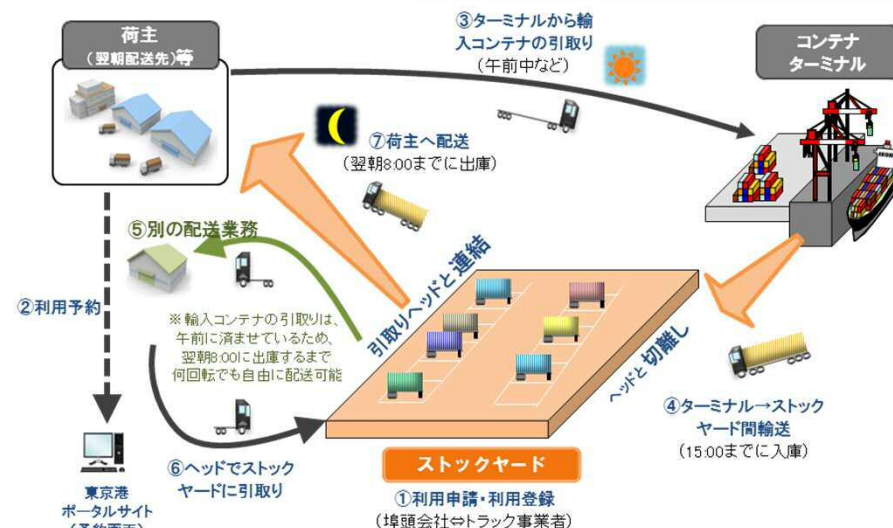 荷主
(翌朝配送先)等
③ターミナルから輸
入コンテナの引取り
(午前中など)
コンテナ
ターミナル
⑦荷主へ配送
(翌朝8:00までに出庫)
⑤別の配送業務
②利用予約
※輸入コンテナの引取りは、
午前に済ませているため、
翌朝8:00に出庫するまで
何回転でも自由に配送可能
引取りヘッドと連結
ヘッドと切離し
④ターミナル→ストック
ヤード間輸送
(15:00までに入庫)
⑥ヘッドでストック
ヤードに引取り
ストックヤード
①利用申請・利用登録
(埠頭会社⇔トラック事業者)
東京港
ポータルサイト
(予約画面)